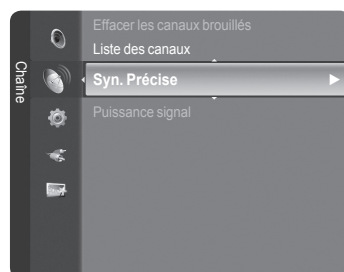 Chaîne
Effacer les canaux brouillés
Liste des canaux
Syn. Précise
Puissance signal